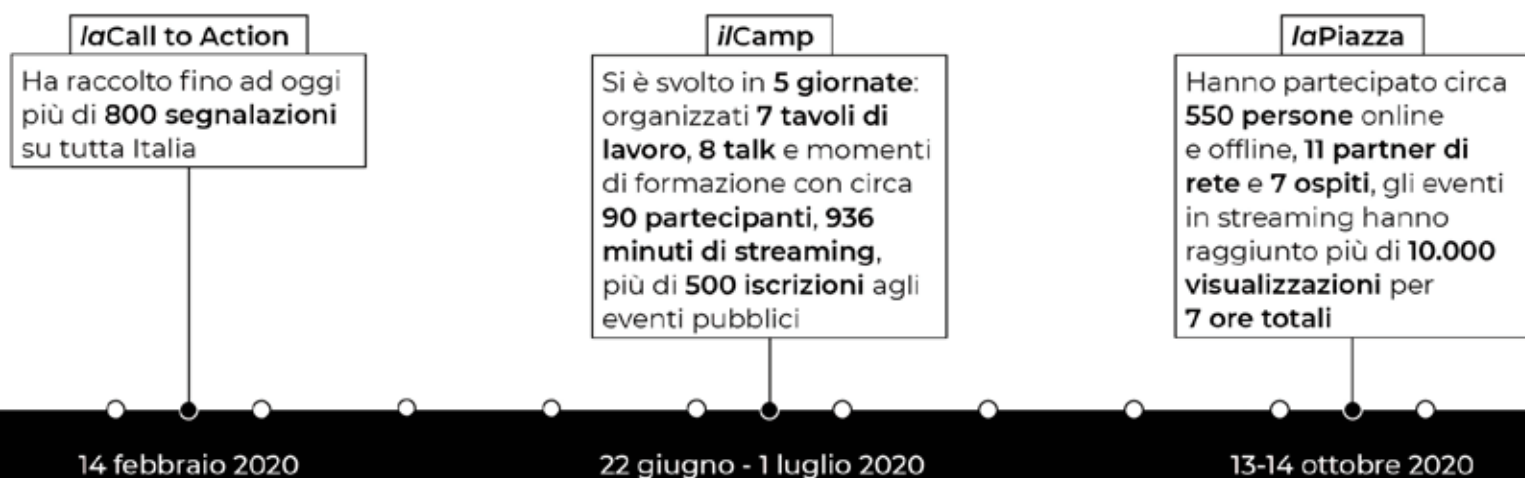 laCall to Action
Ha raccolto fino ad oggi
più di 800 segnalazioni
su tutta Italia
14 febbraio 2020
ilCamp
Si è svolto in 5 giornate:
organizzati 7 tavoli di
lavoro, 8 talk e momenti
di formazione con circa
90 partecipanti, 936
minuti di streaming,
più di 500 iscrizioni agli
eventi pubblici
22 giugno - 1 luglio 2020
laPiazza
Hanno partecipato circa
550 persone online
e offline, 11 partner di
rete e 7 ospiti, gli eventi
in streaming hanno
raggiunto più di 10.000
visualizzazioni per
7 ore totali
13-14 ottobre 2020